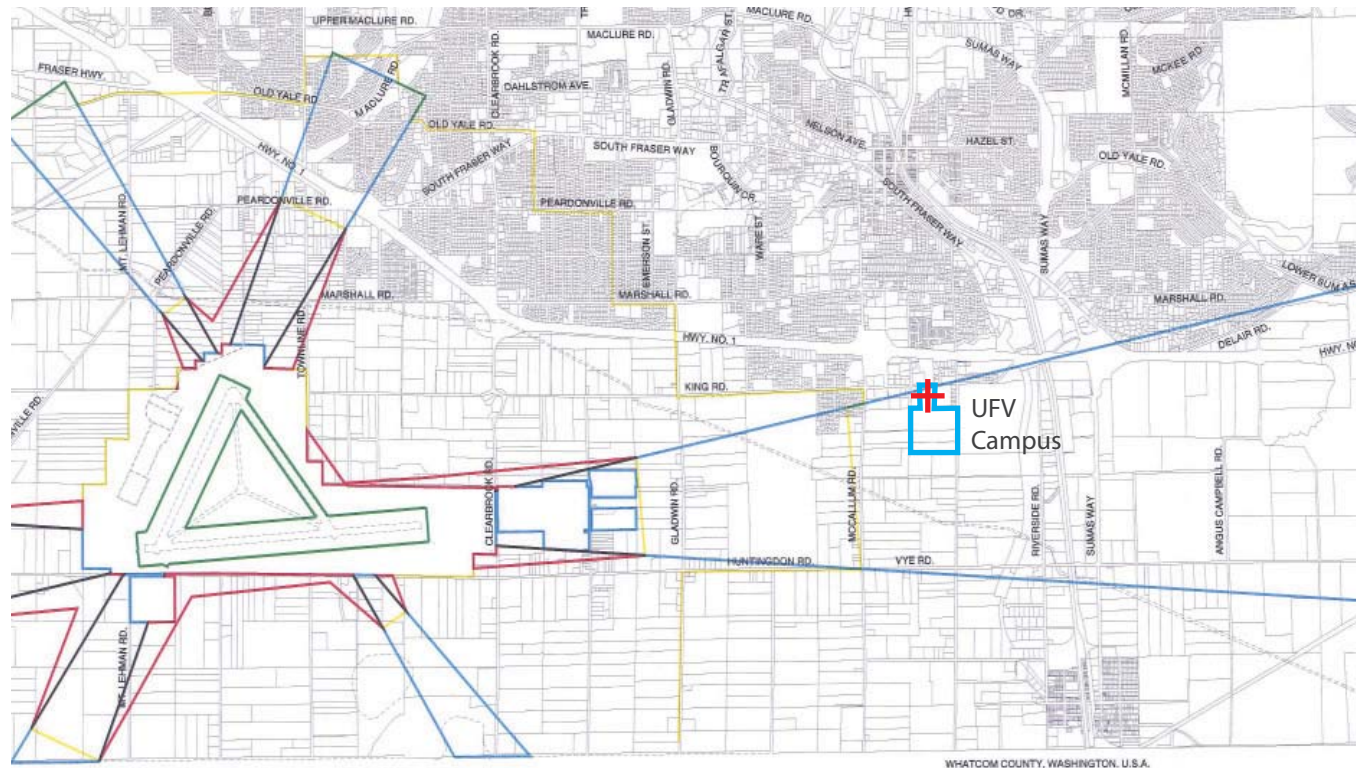 UPPER MACLURE RD.
MACLURE RD.
MACLURE RD.
FRASER HWY.
OLD YALE RD
MACLURE RD.
CLEARBROOK RD.
DAHLSTROM AVE.
GLADWIN RD.
TRAFALGAR ST.
SUMAS WAY
MCMILLAN RD.
MCKEE RD.
OLD YALE RD.
HWY. NO. 1
SOUTH FRASER WAY
SOUTH FRASER WAY
BOURQUIN CR.
NELSON AVE.
HAZEL ST.
OLD YALE RD.
SOUTH FRASER WAY
MT. LEHMAN RD.
PEARDONVILLE RD.
PEARDONVILLE RD.
PEARDONVILLE RD.
EMERSON ST.
WARE ST.
SUMAS WAY
MARSHALL RD.
MARSHALL RD.
MARSHALL RD.
TOWNLINE RD.
HWY. NO. 1
DELAIR RD.
KING RD.
UFV
Campus
CLEARBROOK RD.
GLADWIN RD.
MCCALLUM RD.
RIVERSIDE RD.
SUMAS WAY
ANGUS CAMPBELL RD.
HUNTINGDON RD.
VYE RD.
MT. LEHMAN RD.
WHATCOM COUNTY, WASHINGTON, U.S.A.